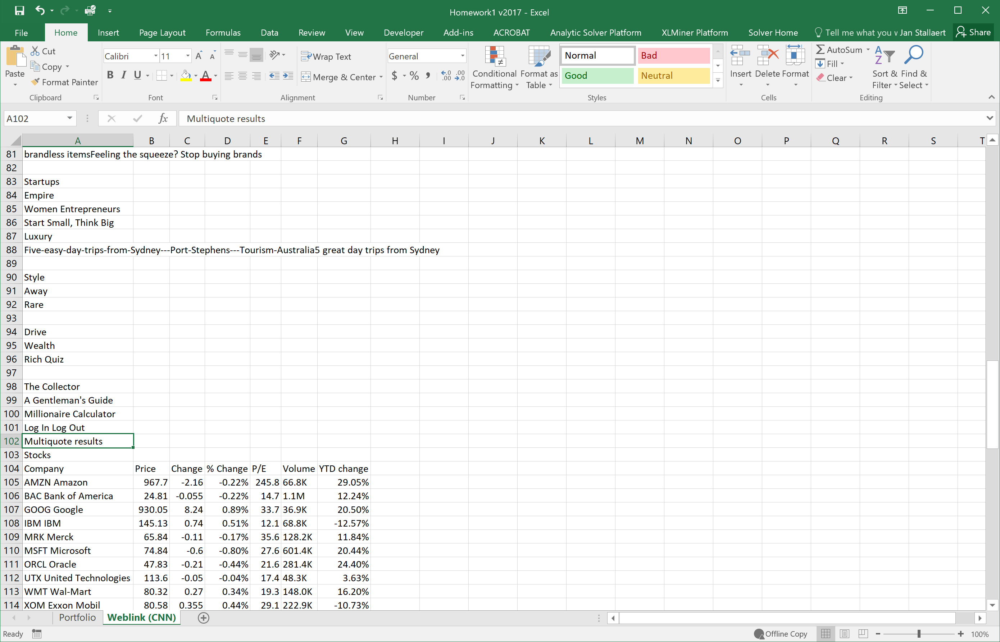 Homework1 v2017 - Excel
File Home Insert Page Layout Formulas Data Review View Developer Add-ins ACROBAT Analytic Solver Platform XLMiner Platform Solver Home Tell me what you Jan Stallaert Share
Paste
Cut
Copy
Format Painter
Clipboard
Calibri 11
B I U
Font
Wrap Text
Merge & Center
Alignment
General
$ % ,
Number
Conditional Formatting
Format as Table
Normal Bad
Good Neutral
Styles
Insert Delete Format
Cells
AutoSum
Fill
Clear
Sort & Filter
Find & Select
Editing
A102 fx Multiquote results
A B C D E F G H I J K L M N O P Q R S T
81 brandless itemsFeeling the squeeze? Stop buying brands
82
83 Startups
84 Empire
85 Women Entrepreneurs
86 Start Small, Think Big
87 Luxury
88 Five-easy-day-trips-from-Sydney---Port-Stephens---Tourism-Australia5 great day trips from Sydney
89
90 Style
91 Away
92 Rare
93
94 Drive
95 Wealth
96 Rich Quiz
97
98 The Collector
99 A Gentleman's Guide
100 Millionaire Calculator
101 Log In Log Out
102 Multiquote results
103 Stocks
104 Company Price Change % Change P/E Volume YTD change
105 AMZN Amazon 967.7 -2.16 -0.22% 245.8 66.8K 29.05%
106 BAC Bank of America 24.81 -0.055 -0.22% 14.7 1.1M 12.24%
107 GOOG Google 930.05 8.24 0.89% 33.7 36.9K 20.50%
108 IBM IBM 145.13 0.74 0.51% 12.1 68.8K -12.57%
109 MRK Merck 65.84 -0.11 -0.17% 35.6 128.2K 11.84%
110 MSFT Microsoft 74.84 -0.6 -0.80% 27.6 601.4K 20.44%
111 ORCL Oracle 47.83 -0.21 -0.44% 21.6 281.4K 24.40%
112 UTX United Technologies 113.6 -0.05 -0.04% 17.4 48.3K 3.63%
113 WMT Wal-Mart 80.32 0.27 0.34% 19.3 148.0K 16.20%
114 XOM Exxon Mobil 80.58 0.355 0.44% 29.1 222.9K -10.73%
Portfolio Weblink (CNN)
Ready Offline Copy 100%